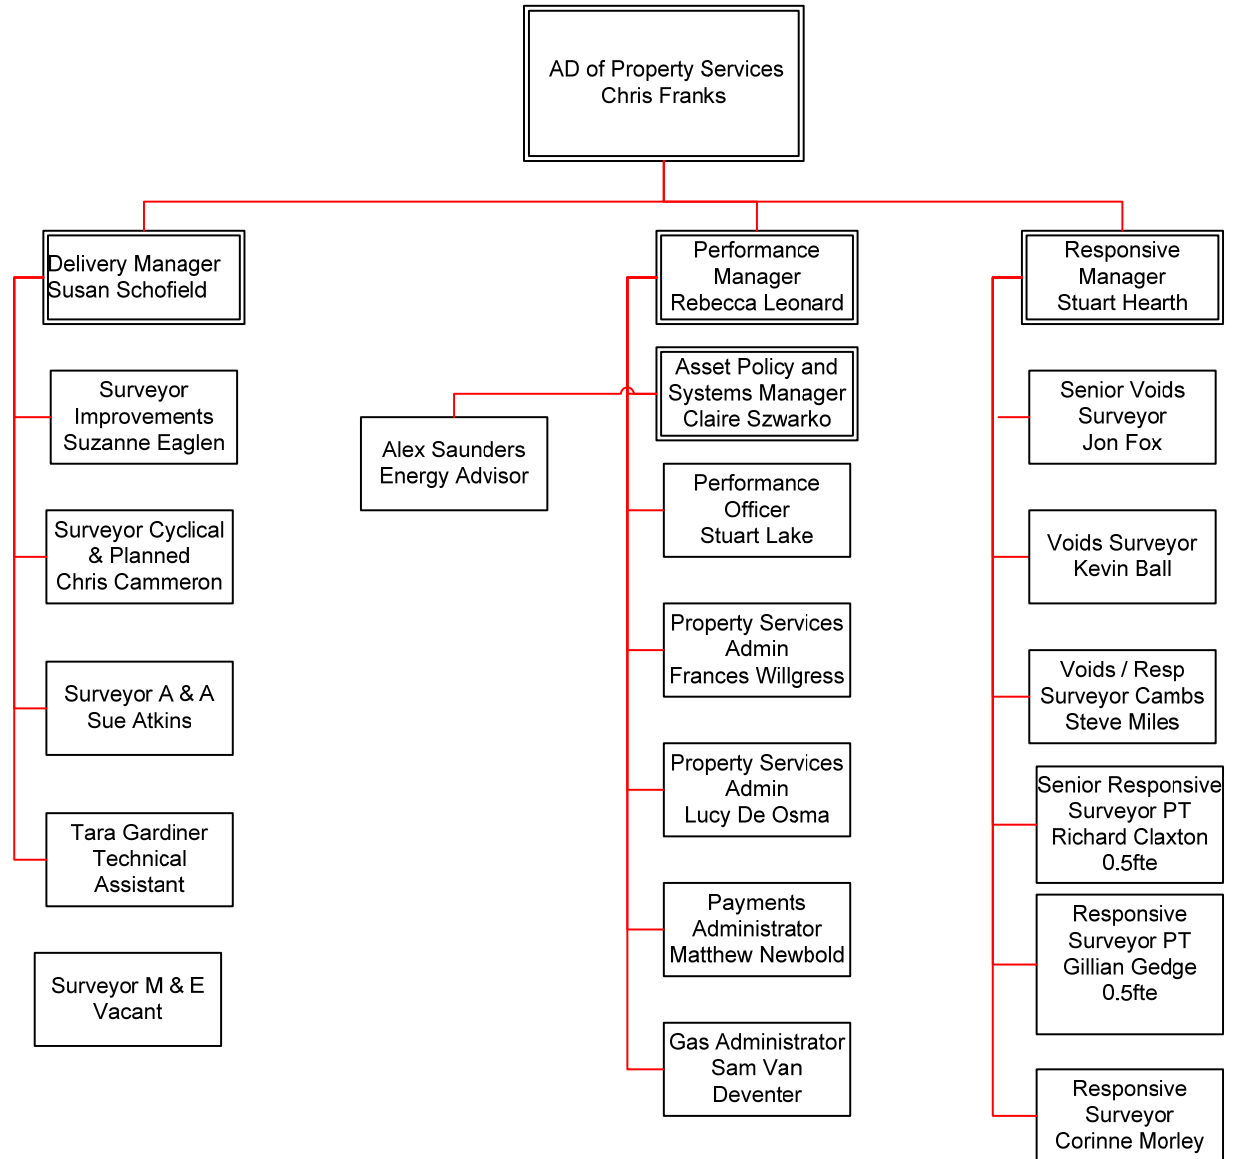 AD of Property Services
Chris Franks
Delivery Manager
Susan Schofield
Performance
Manager
Rebecca Leonard
Responsive
Manager
Stuart Hearth
Surveyor
Improvements
Suzanne Eaglen
Surveyor Cyclical
& Planned
Chris Cammeron
Surveyor A & A
Sue Atkins
Tara Gardiner
Technical
Assistant
Surveyor M & E
Vacant
Asset Policy and
Systems Manager
Claire Szwarko
Alex Saunders
Energy Advisor
Performance
Officer
Stuart Lake
Property Services
Admin
Frances Willgress
Property Services
Admin
Lucy De Osma
Payments
Administrator
Matthew Newbold
Gas Administrator
Sam Van
Deventer
Senior Voids
Surveyor
Jon Fox
Voids Surveyor
Kevin Ball
Voids / Resp
Surveyor Cambs
Steve Miles
Senior Responsive
Surveyor PT
Richard Claxton
0.5fte
Responsive
Surveyor PT
Gillian Gedge
0.5fte
Responsive
Surveyor
Corinne Morley